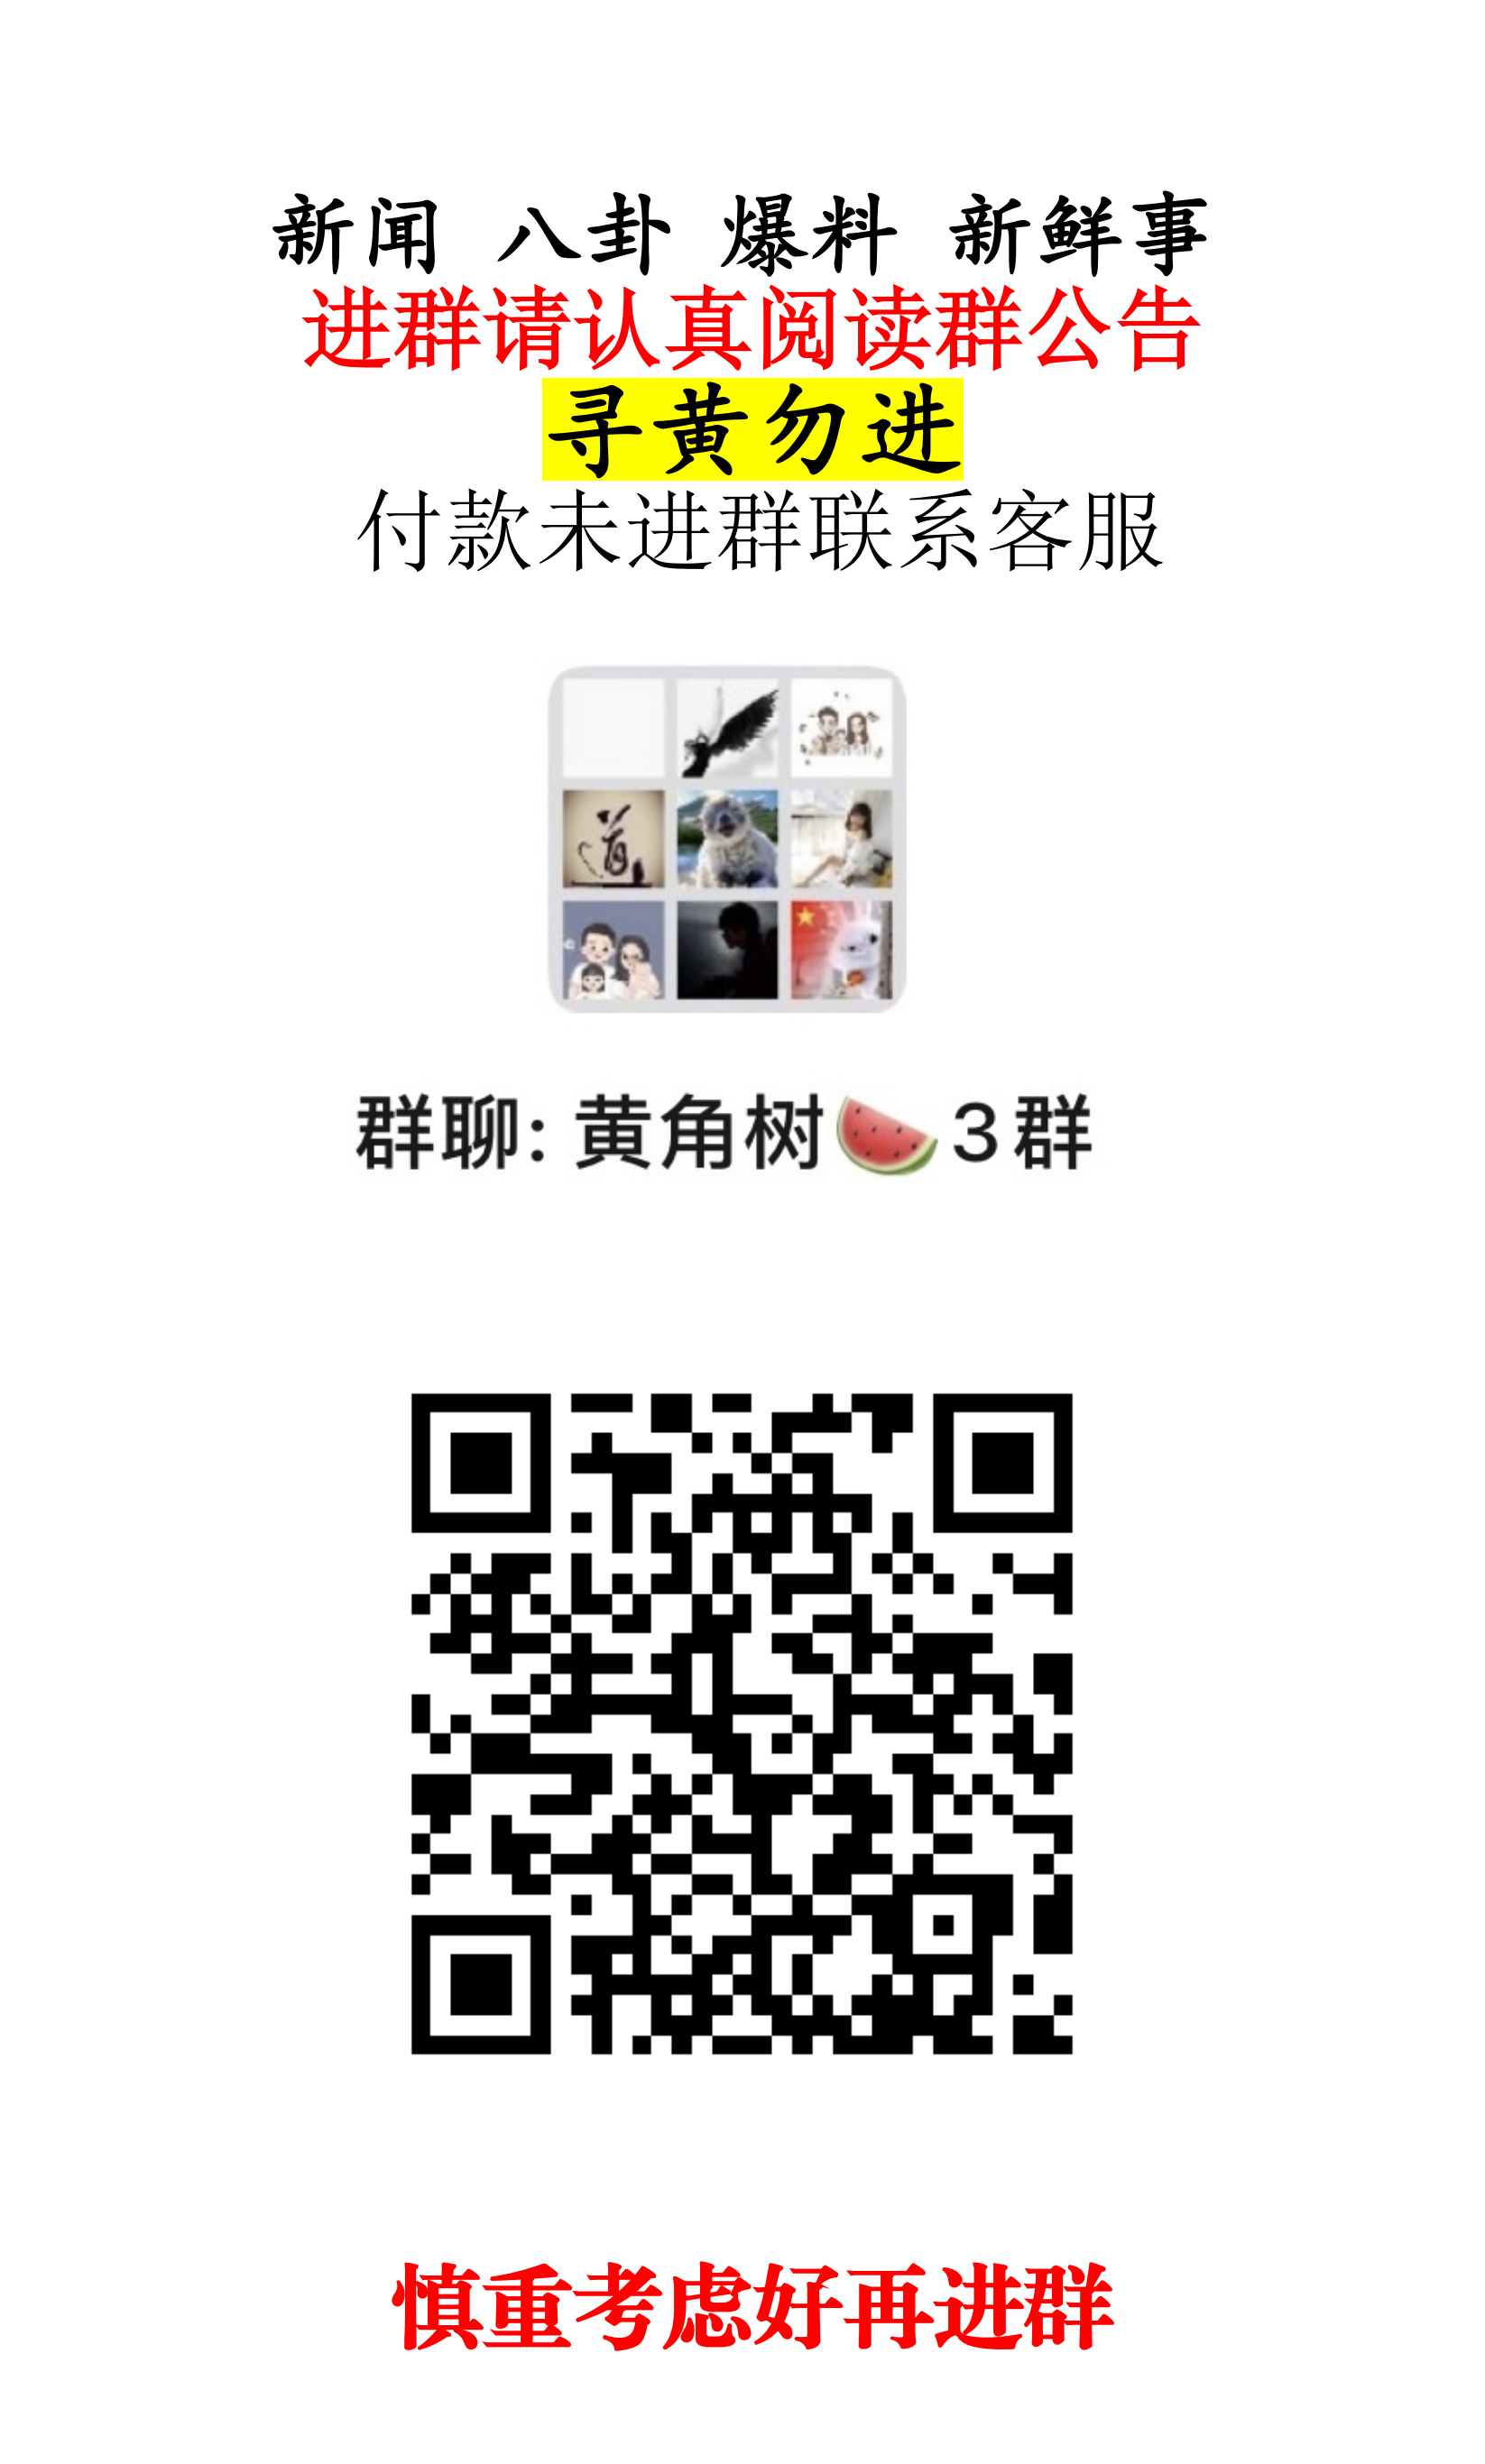 新闻 八卦 爆料 新鲜事
进群请认真阅读群公告
寻黄勿进
付款未进群联系客服
道
群聊: 黄角树🍉3群
慎重考虑好再进群